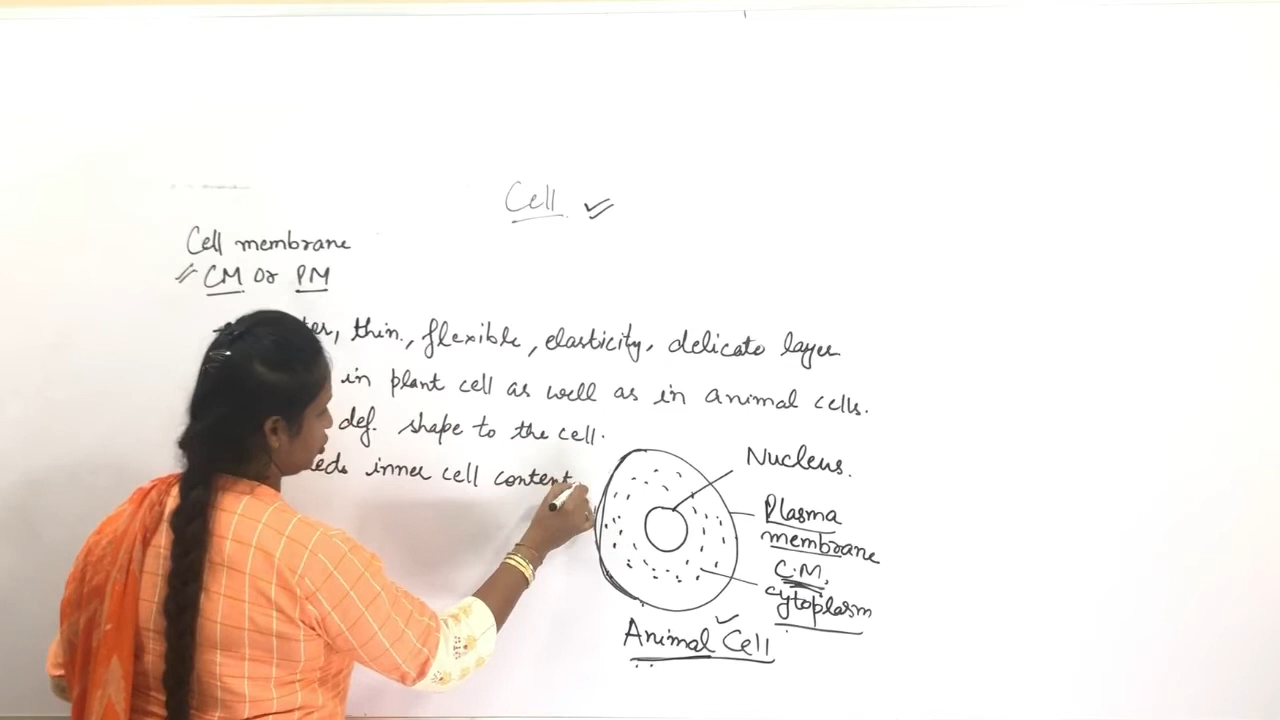 Cell
Cell membrane
CM or PM
thin, flexible, elasticity, delicate layer
in plant cell as well as in animal cells.
def. shape to the cell.
inner cell content
Nucleus.
Plasma
membrane
C.M,
cytoplasm
Animal Cell